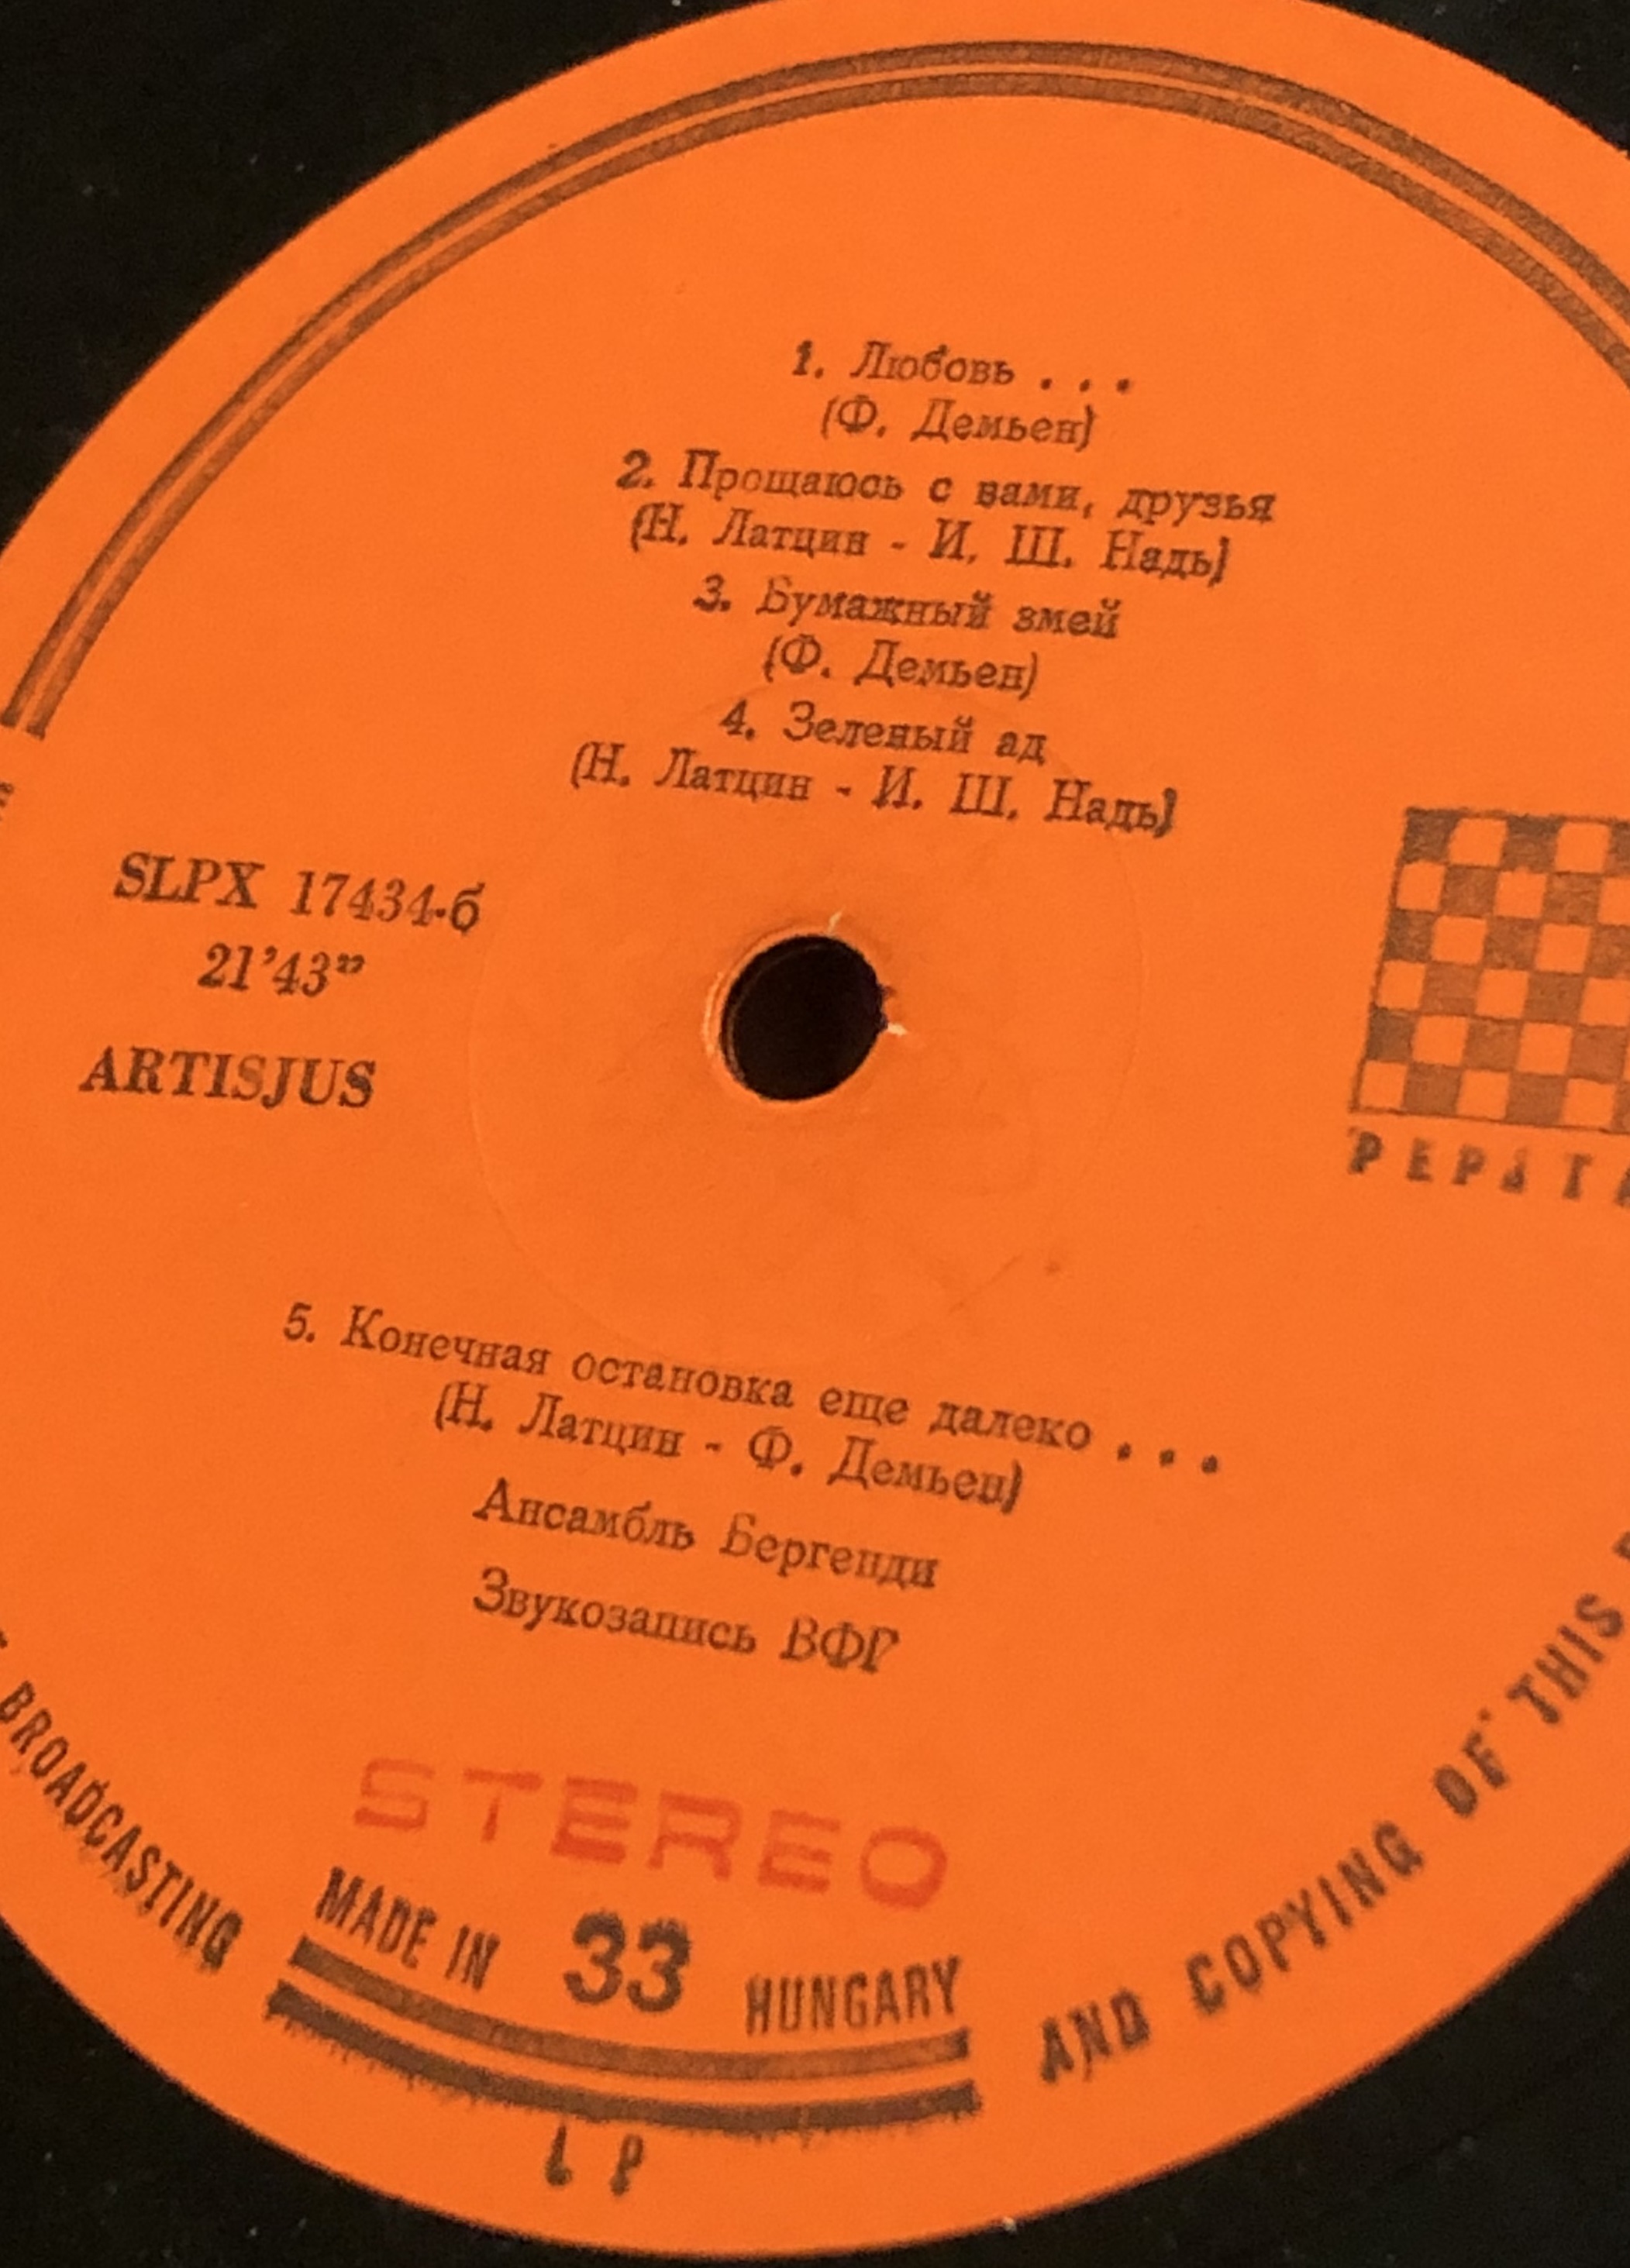 1. Любовь . . .
(Ф. Демьен)
2. Прощаюсь с вами, друзья
(Н. Латцин - И. Ш. Надь)
3. Бумажный змей
(Ф. Демьен)
4. Зеленый ад
(Н. Латцин - И. Ш. Надь)
SLPX 17434-б
21’43”
ARTISJUS
PEPITA
5. Конечная остановка еще далеко . . .
(Н. Латцин - Ф. Демьен)
Ансамбль Бергенди
Звукозапись ВФГ
STEREO
MADE IN 33 HUNGARY
LP
BROADCASTING
AND COPYING OF THIS